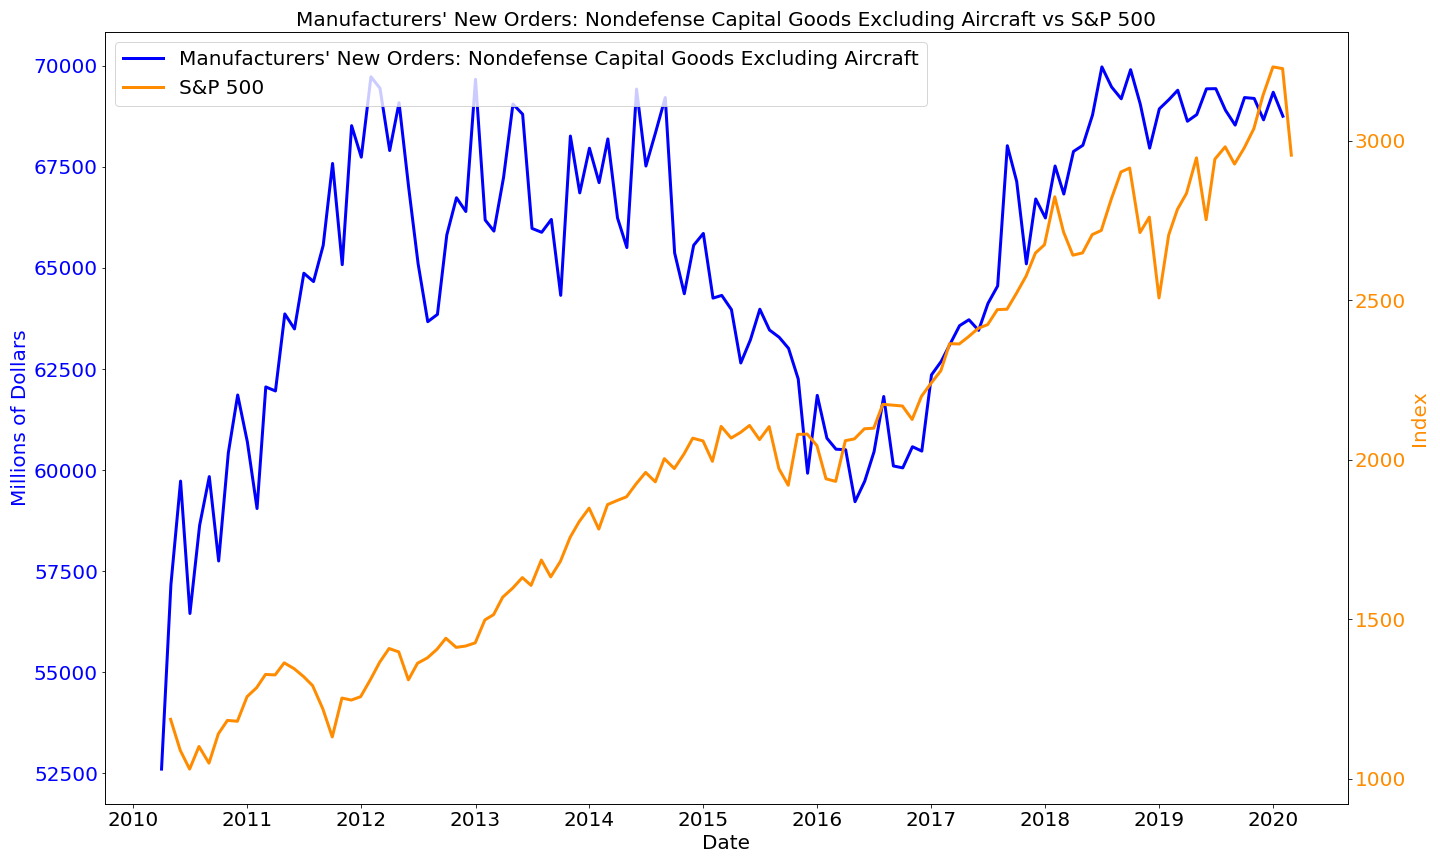 Manufacturers' New Orders: Nondefense Capital Goods Excluding Aircraft vs S&P 500
Manufacturers' New Orders: Nondefense Capital Goods Excluding Aircraft
S&P 500
Millions of Dollars
70000
67500
65000
62500
60000
57500
55000
52500
3000
2500
2000
1500
1000
Index
2010 2011 2012 2013 2014 2015 2016 2017 2018 2019 2020
Date